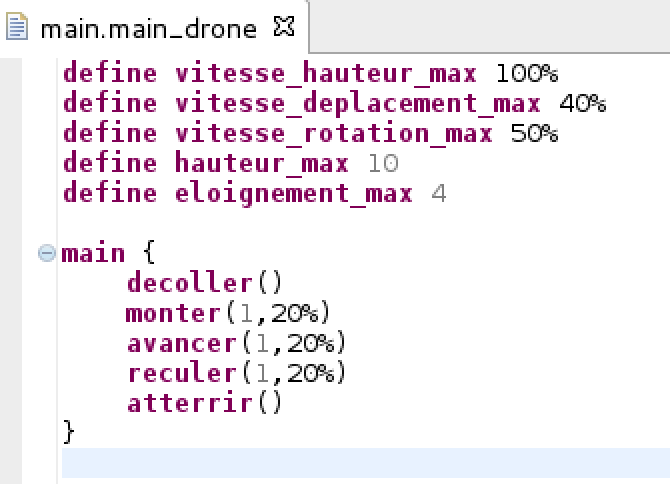 main.main_drone
define vitesse_hauteur_max 100%
define vitesse_deplacement_max 40%
define vitesse_rotation_max 50%
define hauteur_max 10
define eloignement_max 4
main {
decoller()
monter(1,20%)
avancer(1,20%)
reculer(1,20%)
atterrir()
}